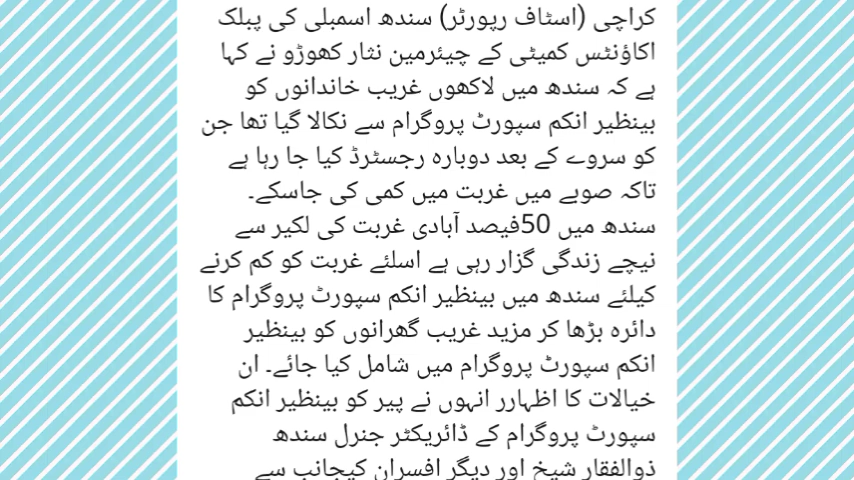 کراچی (اسٹاف رپورٹر) سندھ اسمبلی کی پبلک
اکاؤنٹس کمیٹی کے چیئرمین نثار کھوڑو نے کہا
ہے کہ سندھ میں لاکھوں غریب خاندانوں کو
بینظیر انکم سپورٹ پروگرام سے نکالا گیا تھا جن
کو سروے کے بعد دوبارہ رجسٹرڈ کیا جا رہا ہے
تاکہ صوبے میں غربت میں کمی کی جاسکے۔
سندھ میں 50فیصد آبادی غربت کی لکیر سے
نیچے زندگی گزار رہی ہے اسلئے غربت کو کم کرنے
کیلئے سندھ میں بینظیر انکم سپورٹ پروگرام کا
دائرہ بڑھا کر مزید غریب گھرانوں کو بینظیر
انکم سپورٹ پروگرام میں شامل کیا جائے۔ ان
خیالات کا اظہارر انہوں نے پیر کو بینظیر انکم
سپورٹ پروگرام کے ڈائریکٹر جنرل سندھ
ذوالفقار شیخ اور دیگر افسران کیجانب سے